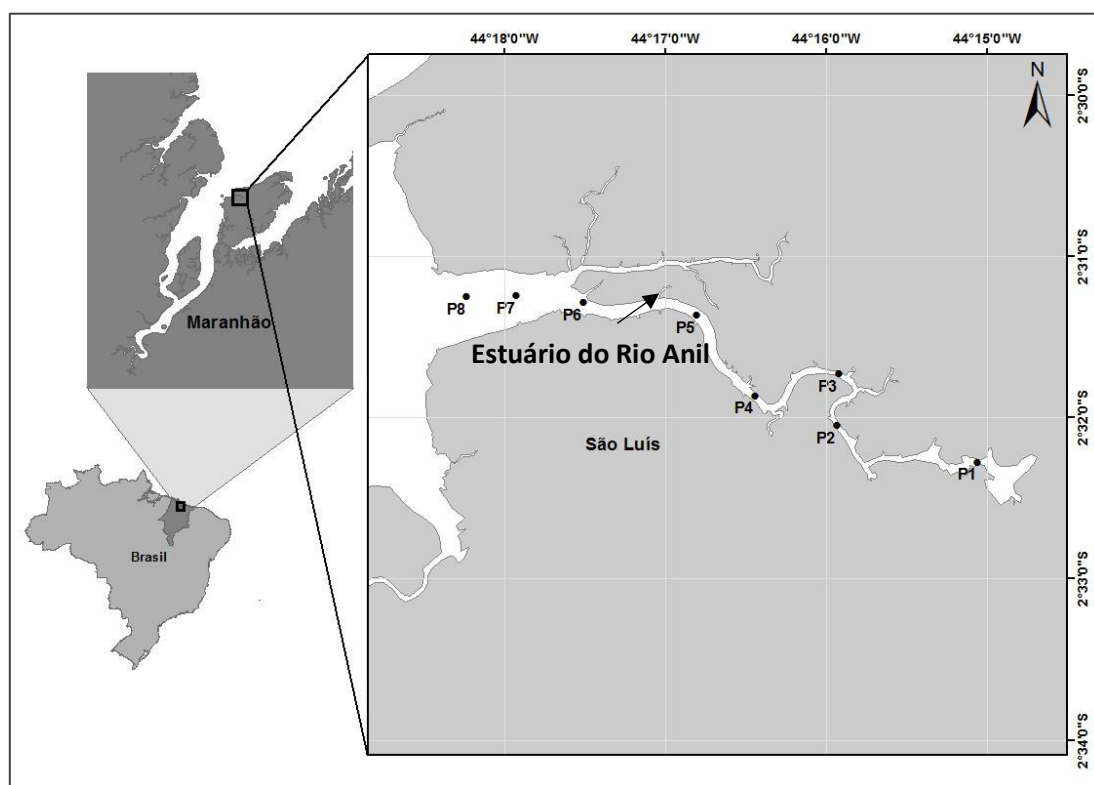 44°18'0"W
44°17'0"W
44°16'0"W
44°15'0"W
N
2°30'0"S
2°31'0"S
2°32'0"S
2°33'0"S
2°34'0"S
Maranhão
Brasil
P8
P7
P6
P5
Estuário do Rio Anil
P4
P3
P2
P1
São Luís